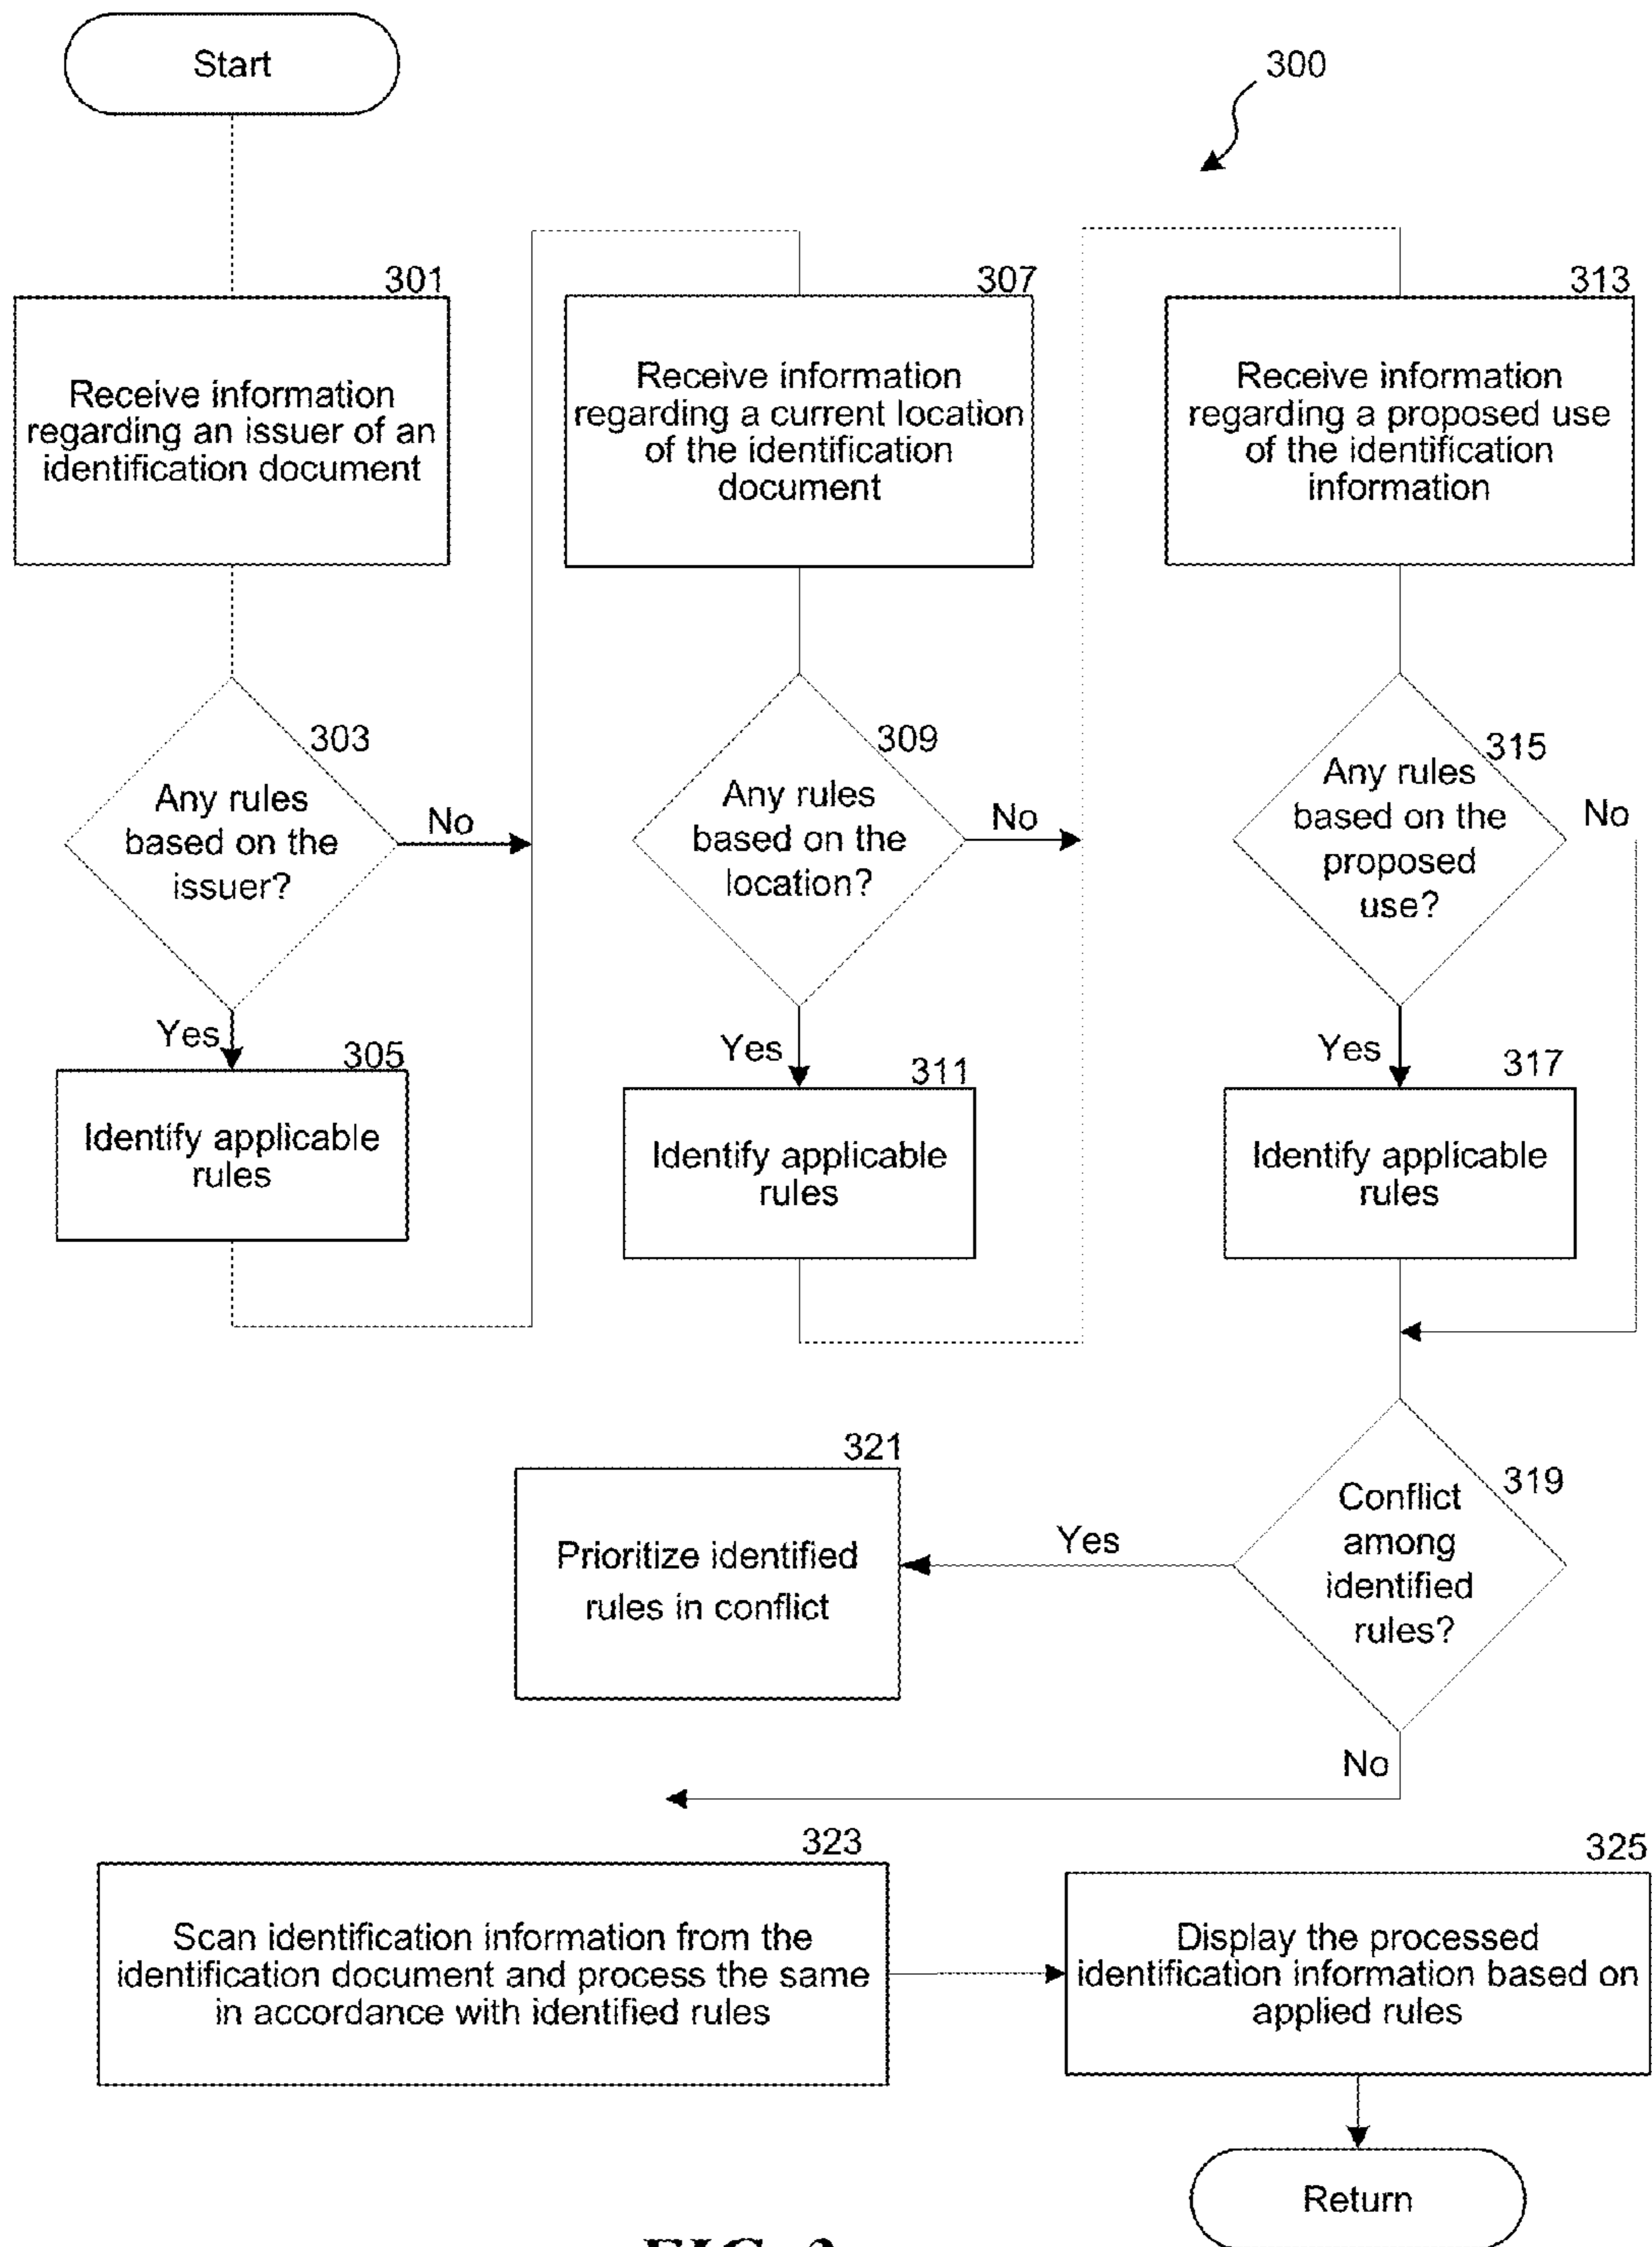 Start
300
301
Receive information
regarding an issuer of an
identification document
303
Any rules
based on the
issuer?
No
Yes
305
Identify applicable
rules
307
Receive information
regarding a current location
of the identification
document
309
Any rules
based on the
location?
No
Yes
311
Identify applicable
rules
313
Receive information
regarding a proposed use
of the identification
information
315
Any rules
based on the
proposed
use?
No
Yes
317
Identify applicable
rules
319
Conflict
among
identified
rules?
Yes
321
Prioritize identified
rules in conflict
No
323
Scan identification information from the
identification document and process the same
in accordance with identified rules
325
Display the processed
identification information based on
applied rules
Return